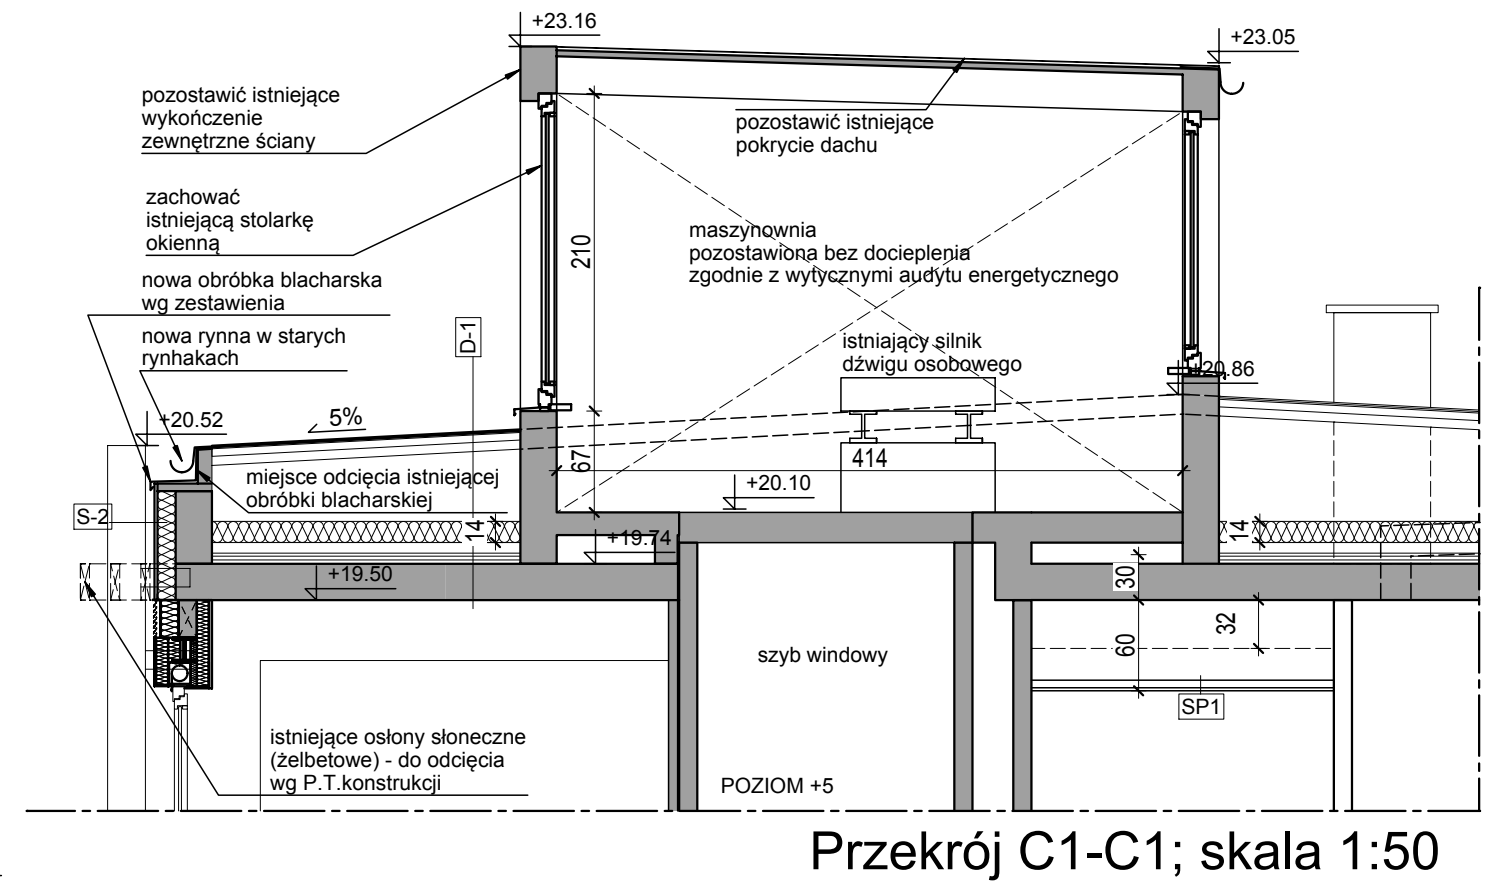 +23.16
+23.05
pozostawić istniejące
wykończenie
zewnętrzne ściany
pozostawić istniejące
pokrycie dachu
zachować
istniejącą stolarkę
okienną
210
maszynownia
pozostawiona bez docieplenia
zgodnie z wytycznymi audytu energetycznego
nowa obróbka blacharska
wg zestawienia
nowa rynna w starych
rynhakach
D-1
istniający silnik
dźwigu osobowego
+20.86
+20.52
5%
67
414
miejsce odcięcia istniejącej
obróbki blacharskiej
+20.10
S-2
14
14
+19.74
+19.50
30
32
60
szyb windowy
SP1
istniejące osłony słoneczne
(żelbetowe) - do odcięcia
wg P.T.konstrukcji
POZIOM +5
Przekrój C1-C1; skala 1:50